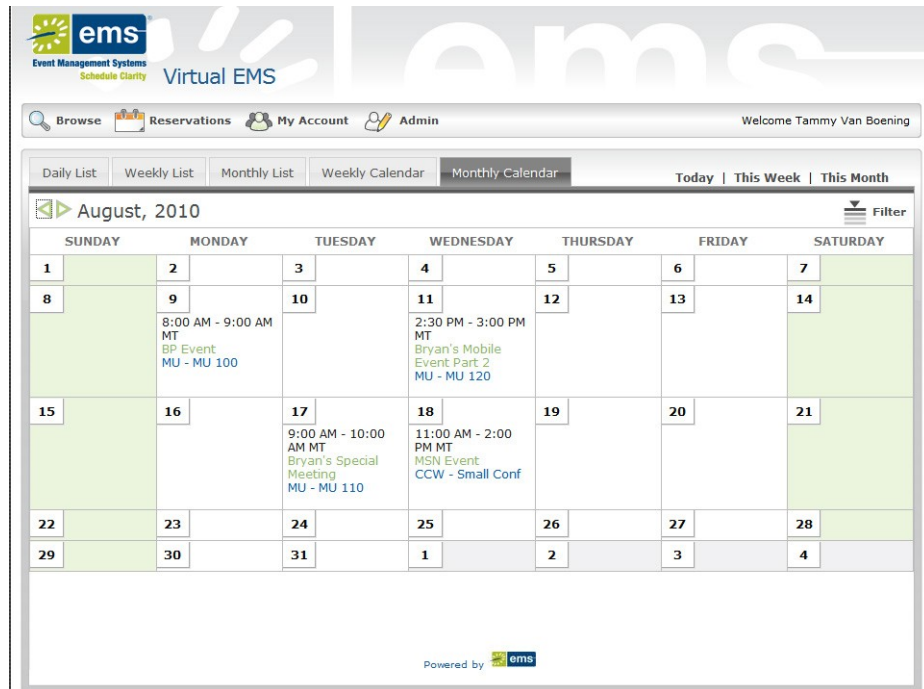 ems
Event Management Systems
Schedule Clarity
Virtual EMS
ems
Browse Reservations My Account Admin Welcome Tammy Van Boening
Daily List Weekly List Monthly List Weekly Calendar Monthly Calendar Today | This Week | This Month
August, 2010 Filter
SUNDAY MONDAY TUESDAY WEDNESDAY THURSDAY FRIDAY SATURDAY
1 2 3 4 5 6 7
8 9 10 11 12 13 14
8:00 AM - 9:00 AM 2:30 PM - 3:00 PM
MT MT
BP Event Bryan's Mobile
MU - MU 100 Event Part 2
MU - MU 120
15 16 17 18 19 20 21
9:00 AM - 10:00 11:00 AM - 2:00
AM MT PM MT
Bryan's Special MSN Event
Meeting CCW - Small Conf
MU - MU 110
22 23 24 25 26 27 28
29 30 31 1 2 3 4
Powered by ems